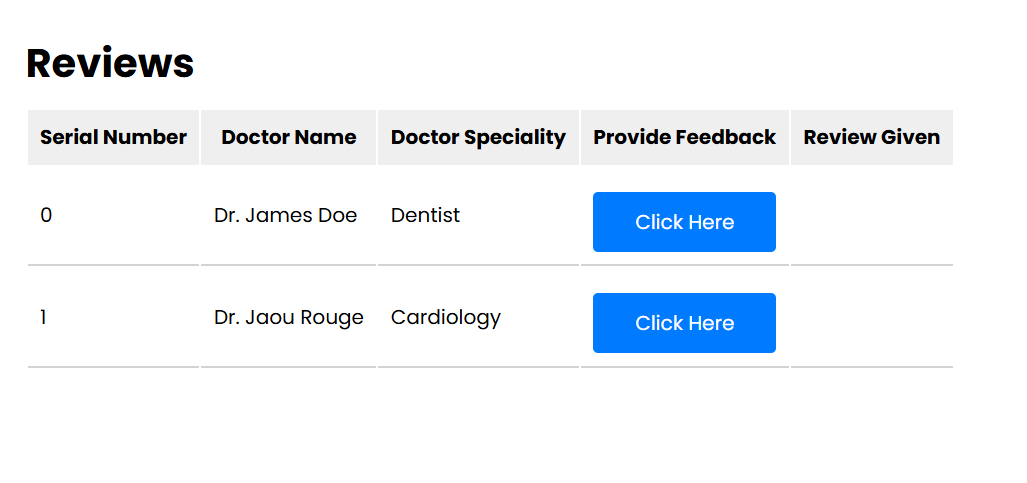 Reviews
Serial Number Doctor Name Doctor Speciality Provide Feedback Review Given
0 Dr. James Doe Dentist Click Here
1 Dr. Jaou Rouge Cardiology Click Here